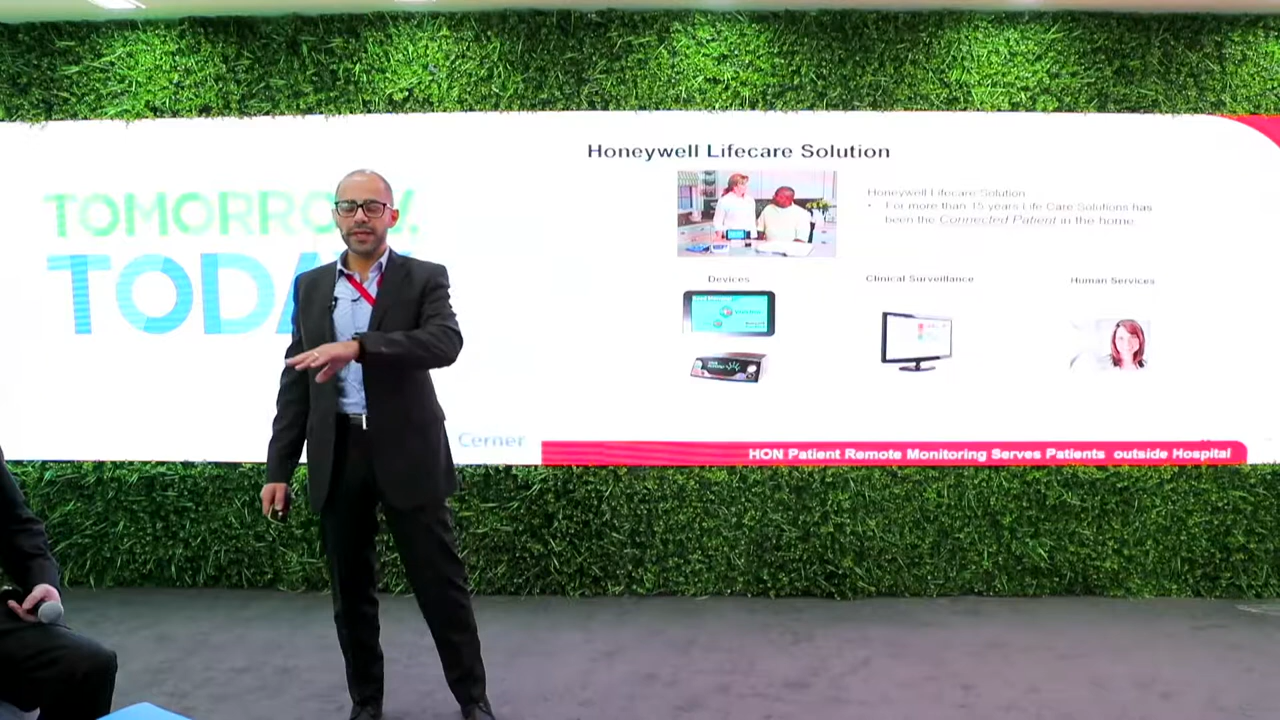 TOMORROW.
TODAY
Cerner
Honeywell Lifecare Solution
Honeywell Lifecare Solution
• For more than 15 years Life Care Solutions has
been the Connected Patient in the home.
Devices
Clinical Surveillance
Human Services
HON Patient Remote Monitoring Serves Patients outside Hospital